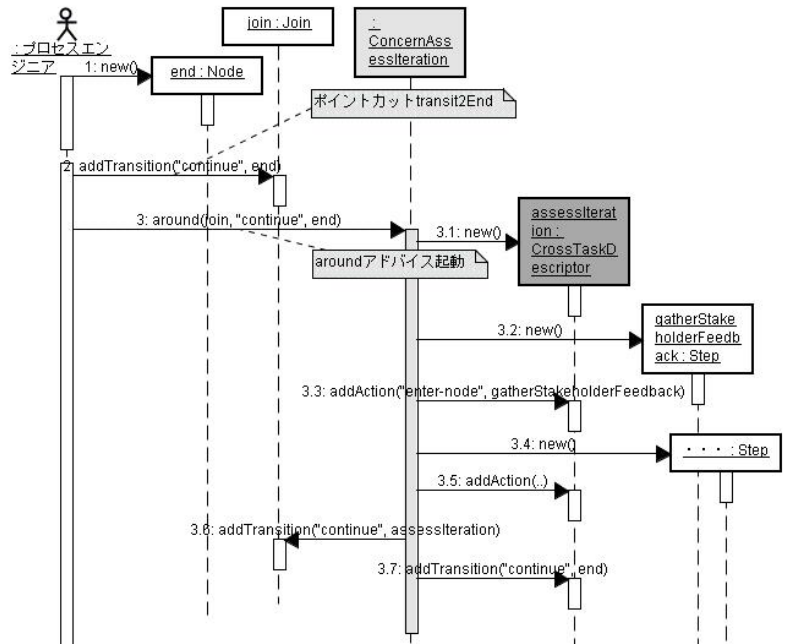 join : Join
:
ConcernAss
essIteration
: プロセスエン
ジニア
1: new()
end : Node
ポイントカットtransit2End
2: addTransition("continue", end)
3: around(join, "continue", end)
3.1: new()
assessIterat
ion :
CrossTaskD
escriptor
aroundアドバイス起動
3.2: new()
gatherStake
holderFeedb
ack : Step
3.3: addAction("enter-node", gatherStakeholderFeedback)
3.4: new()
・・・ : Step
3.5: addAction(..)
3.6: addTransition("continue", assessIteration)
3.7: addTransition("continue", end)